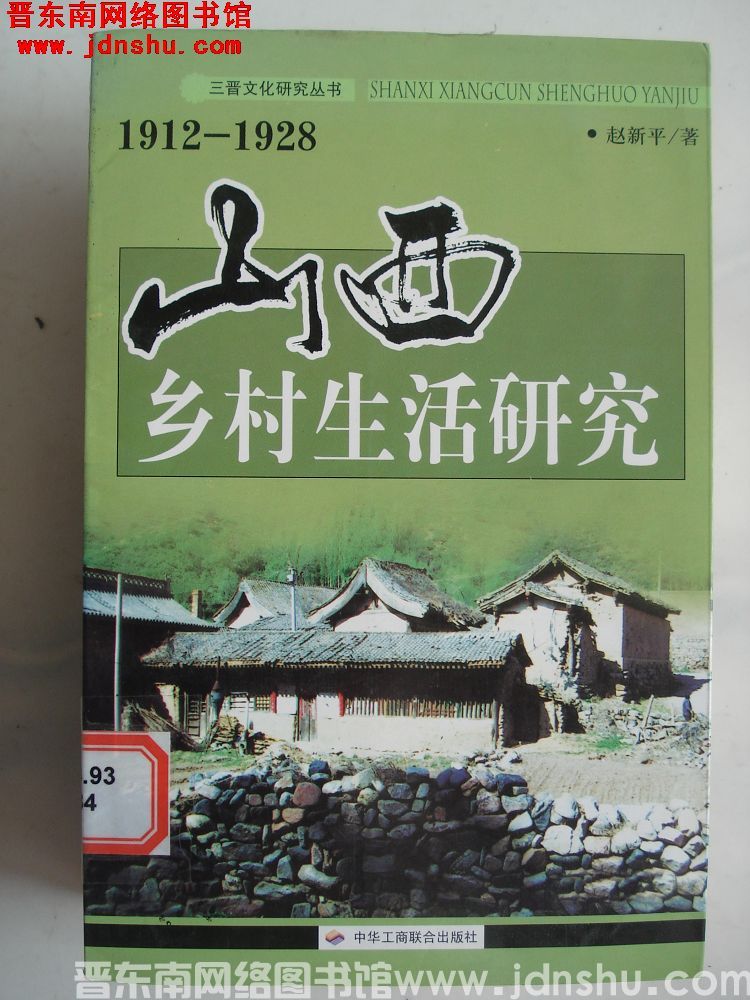 晋东南网络图书馆
www. jdnshu.com
三晋文化研究丛书 SHANXI XIANGCUN SHENGHUO YANJIU
1912—1928
• 赵新平/著
山西
乡村生活研究
.93
中华工商联合出版社
晋东南网络图书馆www. jdnshu. com